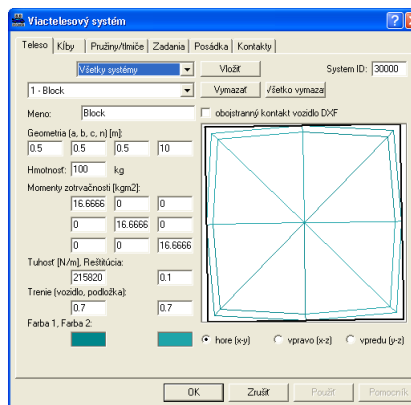 Viactelesový systém
Teleso Kĺby Pružiny/tlmiče Zadania Posádka Kontakty
Všetky systémy Vložiť System ID: 30000
1 - Block Vymazať Všetko vymazať
Meno: Block obojstranný kontakt vozidlo DXF
Geometria (a, b, c, n) [m]:
0.5 0.5 0.5 10
Hmotnosť: 100 kg
Momenty zotrvačnosti [kgm2]:
16.6666 0 0
0 16.6666 0
0 0 16.6666
Tuhosť [N/m], Reštitúcia:
215820 0.1
Trenie (vozidlo, podložka):
0.7 0.7
Farba 1, Farba 2:
hore (x-y) vpravo (x-z) vpredu (y-z)
OK Zrušiť Použiť Pomocník